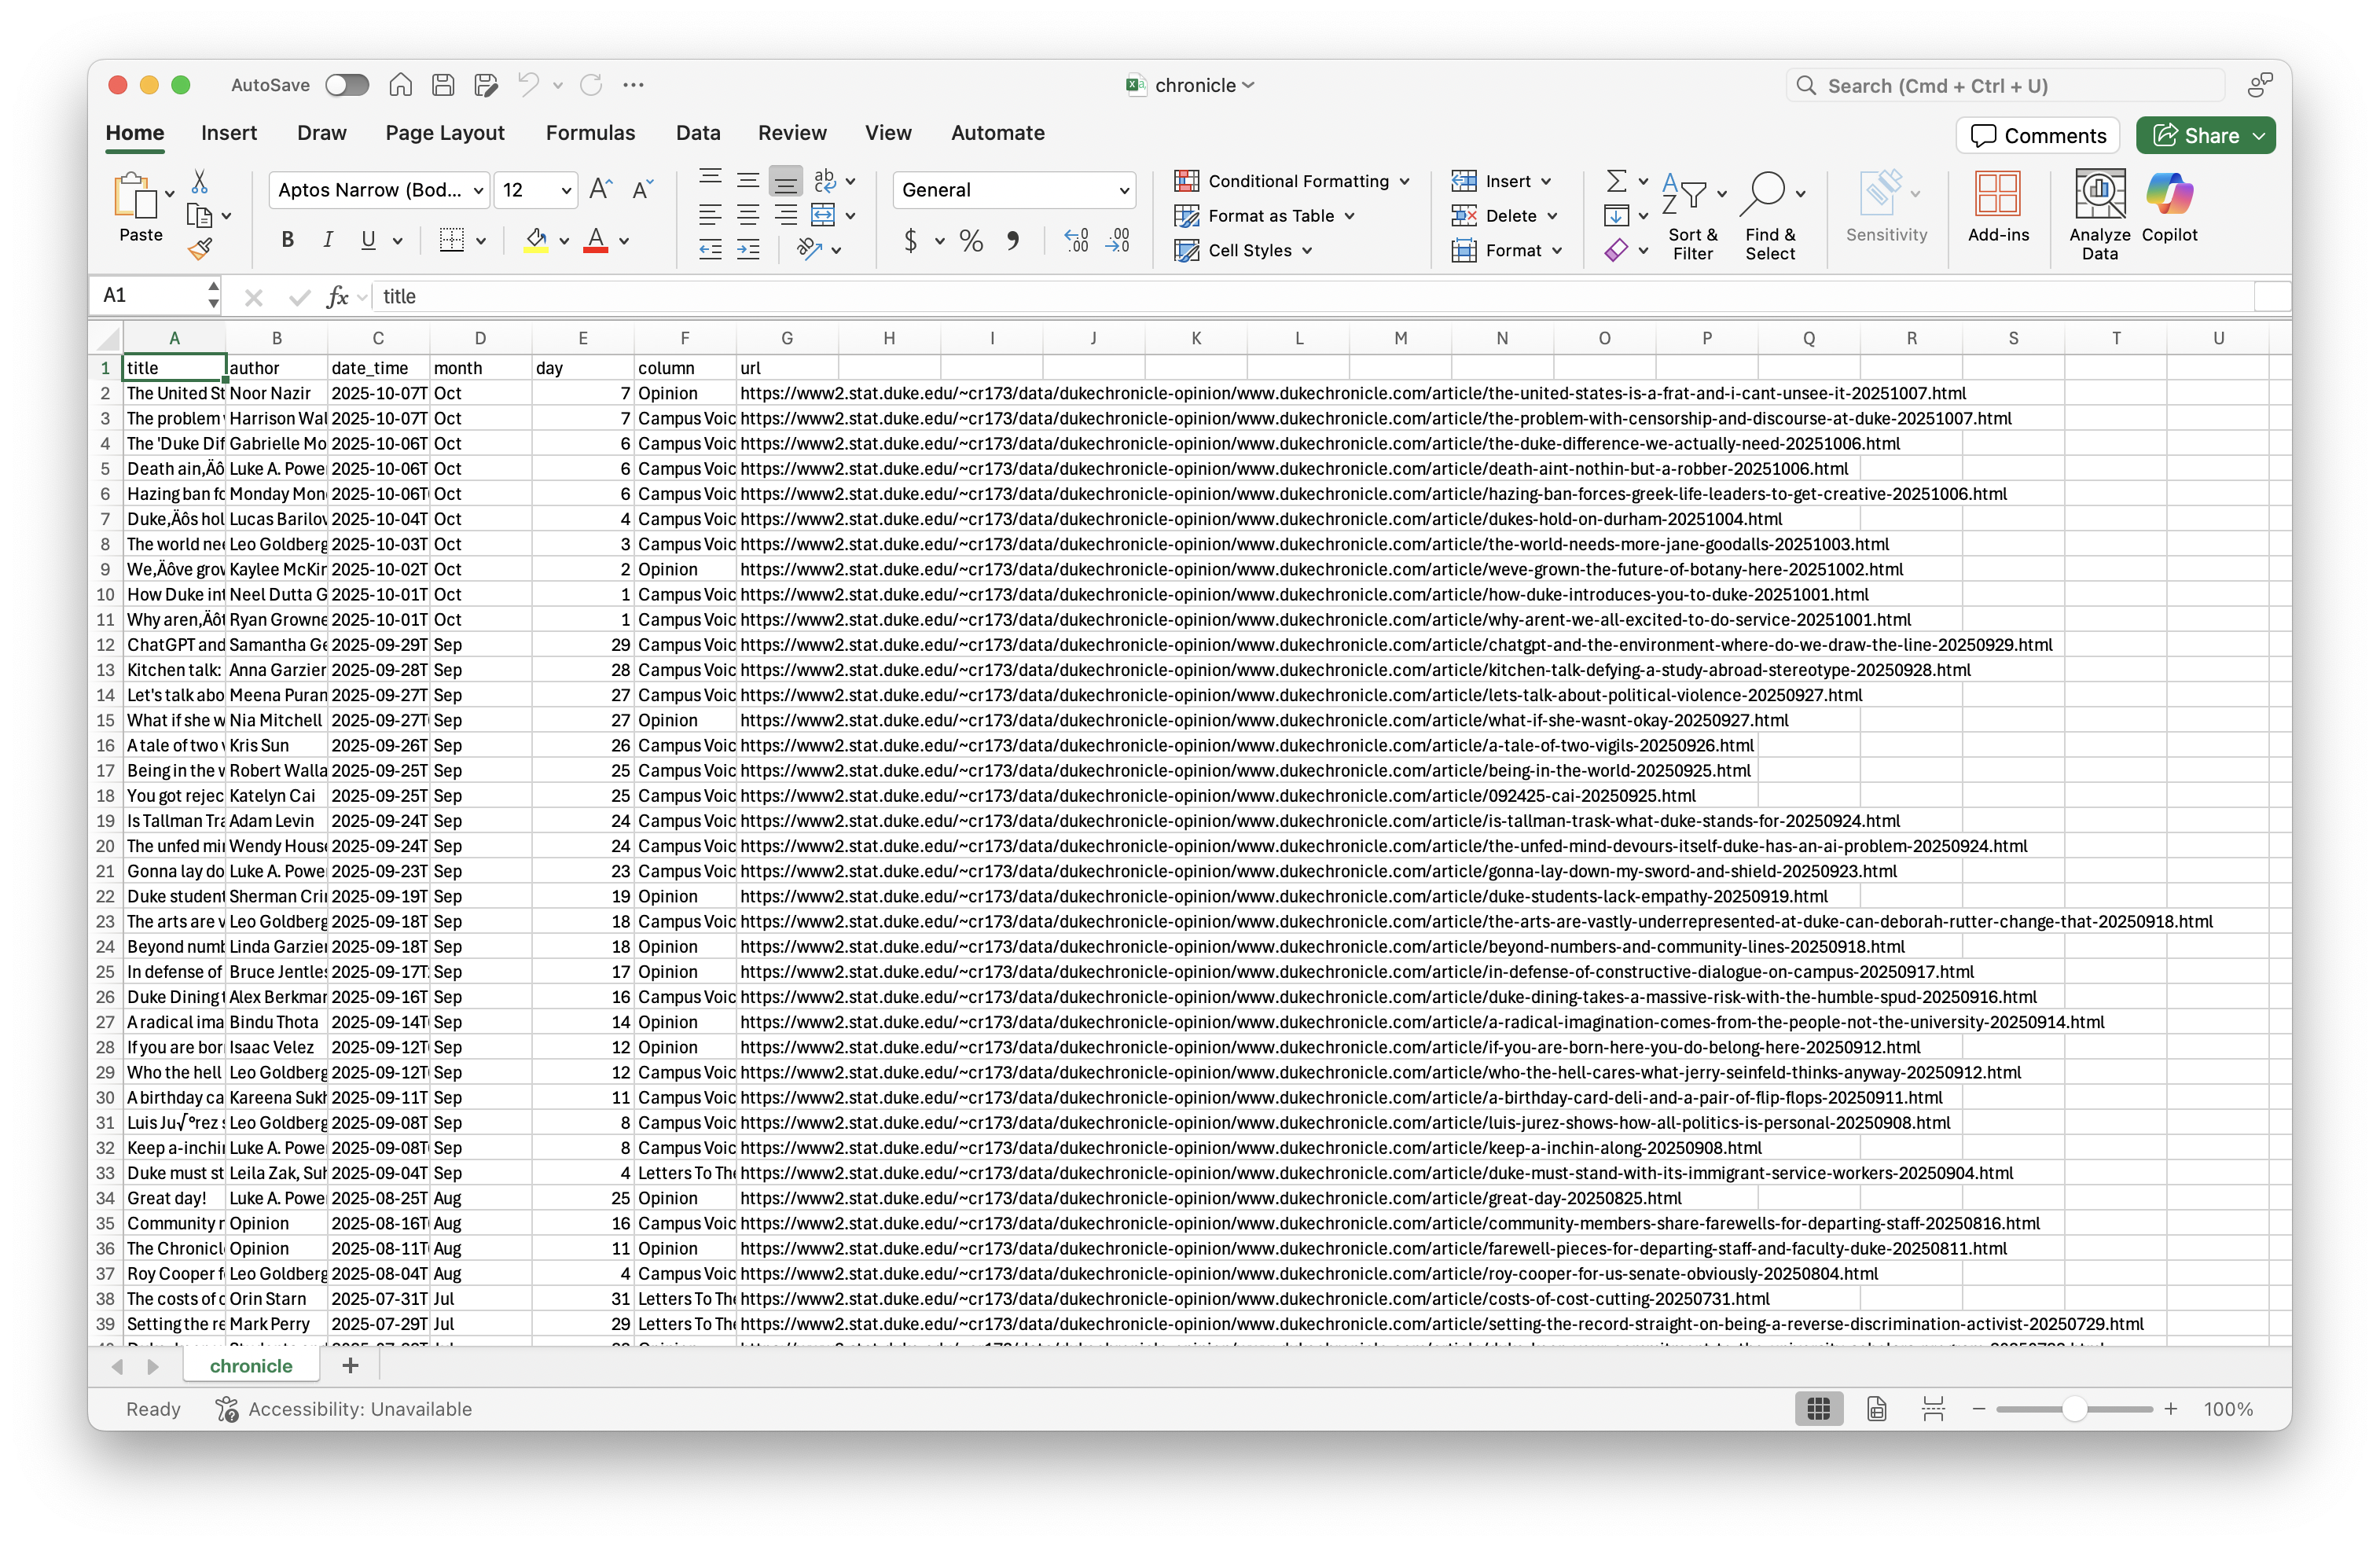 AutoSave
chronicle
Search (Cmd + Ctrl + U)
Home Insert Draw Page Layout Formulas Data Review View Automate
Comments Share
Paste
Aptos Narrow (Bod... 12
General
Conditional Formatting
Format as Table
Cell Styles
Insert
Delete
Format
Sort & Filter
Find & Select
Sensitivity
Add-ins
Analyze Data
Copilot
A1 fx title
A B C D E F G H I J K L M N O P Q R S T U
1 title author date_time month day column url
2 The United St Noor Nazir 2025-10-07T Oct 7 Opinion https://www2.stat.duke.edu/~cr173/data/dukechronicle-opinion/www.dukechronicle.com/article/the-united-states-is-a-frat-and-i-cant-unsee-it-20251007.html
3 The problem Harrison Wal 2025-10-07T Oct 7 Campus Voic https://www2.stat.duke.edu/~cr173/data/dukechronicle-opinion/www.dukechronicle.com/article/the-problem-with-censorship-and-discourse-at-duke-20251007.html
4 The 'Duke Dif Gabrielle Mo 2025-10-06T Oct 6 Campus Voic https://www2.stat.duke.edu/~cr173/data/dukechronicle-opinion/www.dukechronicle.com/article/the-duke-difference-we-actually-need-20251006.html
5 Death ain‚Äô Luke A. Powe 2025-10-06T Oct 6 Campus Voic https://www2.stat.duke.edu/~cr173/data/dukechronicle-opinion/www.dukechronicle.com/article/death-aint-nothin-but-a-robber-20251006.html
6 Hazing ban fo Monday Mon 2025-10-06T Oct 6 Campus Voic https://www2.stat.duke.edu/~cr173/data/dukechronicle-opinion/www.dukechronicle.com/article/hazing-ban-forces-greek-life-leaders-to-get-creative-20251006.html
7 Duke‚Äôs hol Lucas Barilov 2025-10-04T Oct 4 Campus Voic https://www2.stat.duke.edu/~cr173/data/dukechronicle-opinion/www.dukechronicle.com/article/dukes-hold-on-durham-20251004.html
8 The world nee Leo Goldberg 2025-10-03T Oct 3 Campus Voic https://www2.stat.duke.edu/~cr173/data/dukechronicle-opinion/www.dukechronicle.com/article/the-world-needs-more-jane-goodalls-20251003.html
9 We‚Äôve grov Kaylee McKir 2025-10-02T Oct 2 Opinion https://www2.stat.duke.edu/~cr173/data/dukechronicle-opinion/www.dukechronicle.com/article/weve-grown-the-future-of-botany-here-20251002.html
10 How Duke int Neel Dutta G 2025-10-01T Oct 1 Campus Voic https://www2.stat.duke.edu/~cr173/data/dukechronicle-opinion/www.dukechronicle.com/article/how-duke-introduces-you-to-duke-20251001.html
11 Why aren‚Äôt Ryan Growne 2025-10-01T Oct 1 Campus Voic https://www2.stat.duke.edu/~cr173/data/dukechronicle-opinion/www.dukechronicle.com/article/why-arent-we-all-excited-to-do-service-20251001.html
12 ChatGPT and Samantha Ge 2025-09-29T Sep 29 Campus Voic https://www2.stat.duke.edu/~cr173/data/dukechronicle-opinion/www.dukechronicle.com/article/chatgpt-and-the-environment-where-do-we-draw-the-line-20250929.html
13 Kitchen talk: Anna Garzier 2025-09-28T Sep 28 Campus Voic https://www2.stat.duke.edu/~cr173/data/dukechronicle-opinion/www.dukechronicle.com/article/kitchen-talk-defying-a-study-abroad-stereotype-20250928.html
14 Let's talk abo Meena Puran 2025-09-27T Sep 27 Campus Voic https://www2.stat.duke.edu/~cr173/data/dukechronicle-opinion/www.dukechronicle.com/article/lets-talk-about-political-violence-20250927.html
15 What if she w Nia Mitchell 2025-09-27T Sep 27 Opinion https://www2.stat.duke.edu/~cr173/data/dukechronicle-opinion/www.dukechronicle.com/article/what-if-she-wasnt-okay-20250927.html
16 A tale of two v Kris Sun 2025-09-26T Sep 26 Campus Voic https://www2.stat.duke.edu/~cr173/data/dukechronicle-opinion/www.dukechronicle.com/article/a-tale-of-two-vigils-20250926.html
17 Being in the w Robert Walla 2025-09-25T Sep 25 Campus Voic https://www2.stat.duke.edu/~cr173/data/dukechronicle-opinion/www.dukechronicle.com/article/being-in-the-world-20250925.html
18 You got rejec Katelyn Cai 2025-09-25T Sep 25 Campus Voic https://www2.stat.duke.edu/~cr173/data/dukechronicle-opinion/www.dukechronicle.com/article/092425-cai-20250925.html
19 Is Tallman Tra Adam Levin 2025-09-24T Sep 24 Campus Voic https://www2.stat.duke.edu/~cr173/data/dukechronicle-opinion/www.dukechronicle.com/article/is-tallman-trask-what-duke-stands-for-20250924.html
20 The unfed mi Wendy House 2025-09-24T Sep 24 Campus Voic https://www2.stat.duke.edu/~cr173/data/dukechronicle-opinion/www.dukechronicle.com/article/the-unfed-mind-devours-itself-duke-has-an-ai-problem-20250924.html
21 Gonna lay do Luke A. Powe 2025-09-23T Sep 23 Campus Voic https://www2.stat.duke.edu/~cr173/data/dukechronicle-opinion/www.dukechronicle.com/article/gonna-lay-down-my-sword-and-shield-20250923.html
22 Duke student Sherman Crii 2025-09-19T Sep 19 Opinion https://www2.stat.duke.edu/~cr173/data/dukechronicle-opinion/www.dukechronicle.com/article/duke-students-lack-empathy-20250919.html
23 The arts are v Leo Goldberg 2025-09-18T Sep 18 Campus Voic https://www2.stat.duke.edu/~cr173/data/dukechronicle-opinion/www.dukechronicle.com/article/the-arts-are-vastly-underrepresented-at-duke-can-deborah-rutter-change-that-20250918.html
24 Beyond numb Linda Garzier 2025-09-18T Sep 18 Opinion https://www2.stat.duke.edu/~cr173/data/dukechronicle-opinion/www.dukechronicle.com/article/beyond-numbers-and-community-lines-20250918.html
25 In defense of Bruce Jentles 2025-09-17T Sep 17 Opinion https://www2.stat.duke.edu/~cr173/data/dukechronicle-opinion/www.dukechronicle.com/article/in-defense-of-constructive-dialogue-on-campus-20250917.html
26 Duke Dining t Alex Berkmar 2025-09-16T Sep 16 Campus Voic https://www2.stat.duke.edu/~cr173/data/dukechronicle-opinion/www.dukechronicle.com/article/duke-dining-takes-a-massive-risk-with-the-humble-spud-20250916.html
27 A radical ima Bindu Thota 2025-09-14T Sep 14 Opinion https://www2.stat.duke.edu/~cr173/data/dukechronicle-opinion/www.dukechronicle.com/article/a-radical-imagination-comes-from-the-people-not-the-university-20250914.html
28 If you are bor Isaac Velez 2025-09-12T Sep 12 Opinion https://www2.stat.duke.edu/~cr173/data/dukechronicle-opinion/www.dukechronicle.com/article/if-you-are-born-here-you-do-belong-here-20250912.html
29 Who the hell Leo Goldberg 2025-09-12T Sep 12 Campus Voic https://www2.stat.duke.edu/~cr173/data/dukechronicle-opinion/www.dukechronicle.com/article/who-the-hell-cares-what-jerry-seinfeld-thinks-anyway-20250912.html
30 A birthday ca Kareena Sukh 2025-09-11T Sep 11 Campus Voic https://www2.stat.duke.edu/~cr173/data/dukechronicle-opinion/www.dukechronicle.com/article/a-birthday-card-deli-and-a-pair-of-flip-flops-20250911.html
31 Luis Ju√°rez s Leo Goldberg 2025-09-08T Sep 8 Campus Voic https://www2.stat.duke.edu/~cr173/data/dukechronicle-opinion/www.dukechronicle.com/article/luis-jurez-shows-how-all-politics-is-personal-20250908.html
32 Keep a-inchi Luke A. Powe 2025-09-08T Sep 8 Campus Voic https://www2.stat.duke.edu/~cr173/data/dukechronicle-opinion/www.dukechronicle.com/article/keep-a-inchin-along-20250908.html
33 Duke must st Leila Zak, Suh 2025-09-04T Sep 4 Letters To The https://www2.stat.duke.edu/~cr173/data/dukechronicle-opinion/www.dukechronicle.com/article/duke-must-stand-with-its-immigrant-service-workers-20250904.html
34 Great day! Luke A. Powe 2025-08-25T Aug 25 Opinion https://www2.stat.duke.edu/~cr173/data/dukechronicle-opinion/www.dukechronicle.com/article/great-day-20250825.html
35 Community r Opinion 2025-08-16T Aug 16 Campus Voic https://www2.stat.duke.edu/~cr173/data/dukechronicle-opinion/www.dukechronicle.com/article/community-members-share-farewells-for-departing-staff-20250816.html
36 The Chronicl Opinion 2025-08-11T Aug 11 Opinion https://www2.stat.duke.edu/~cr173/data/dukechronicle-opinion/www.dukechronicle.com/article/farewell-pieces-for-departing-staff-and-faculty-duke-20250811.html
37 Roy Cooper f Leo Goldberg 2025-08-04T Aug 4 Campus Voic https://www2.stat.duke.edu/~cr173/data/dukechronicle-opinion/www.dukechronicle.com/article/roy-cooper-for-us-senate-obviously-20250804.html
38 The costs of c Orin Starn 2025-07-31T Jul 31 Letters To The https://www2.stat.duke.edu/~cr173/data/dukechronicle-opinion/www.dukechronicle.com/article/costs-of-cost-cutting-20250731.html
39 Setting the re Mark Perry 2025-07-29T Jul 29 Letters To The https://www2.stat.duke.edu/~cr173/data/dukechronicle-opinion/www.dukechronicle.com/article/setting-the-record-straight-on-being-a-reverse-discrimination-activist-20250729.html
chronicle
Ready Accessibility: Unavailable 100%